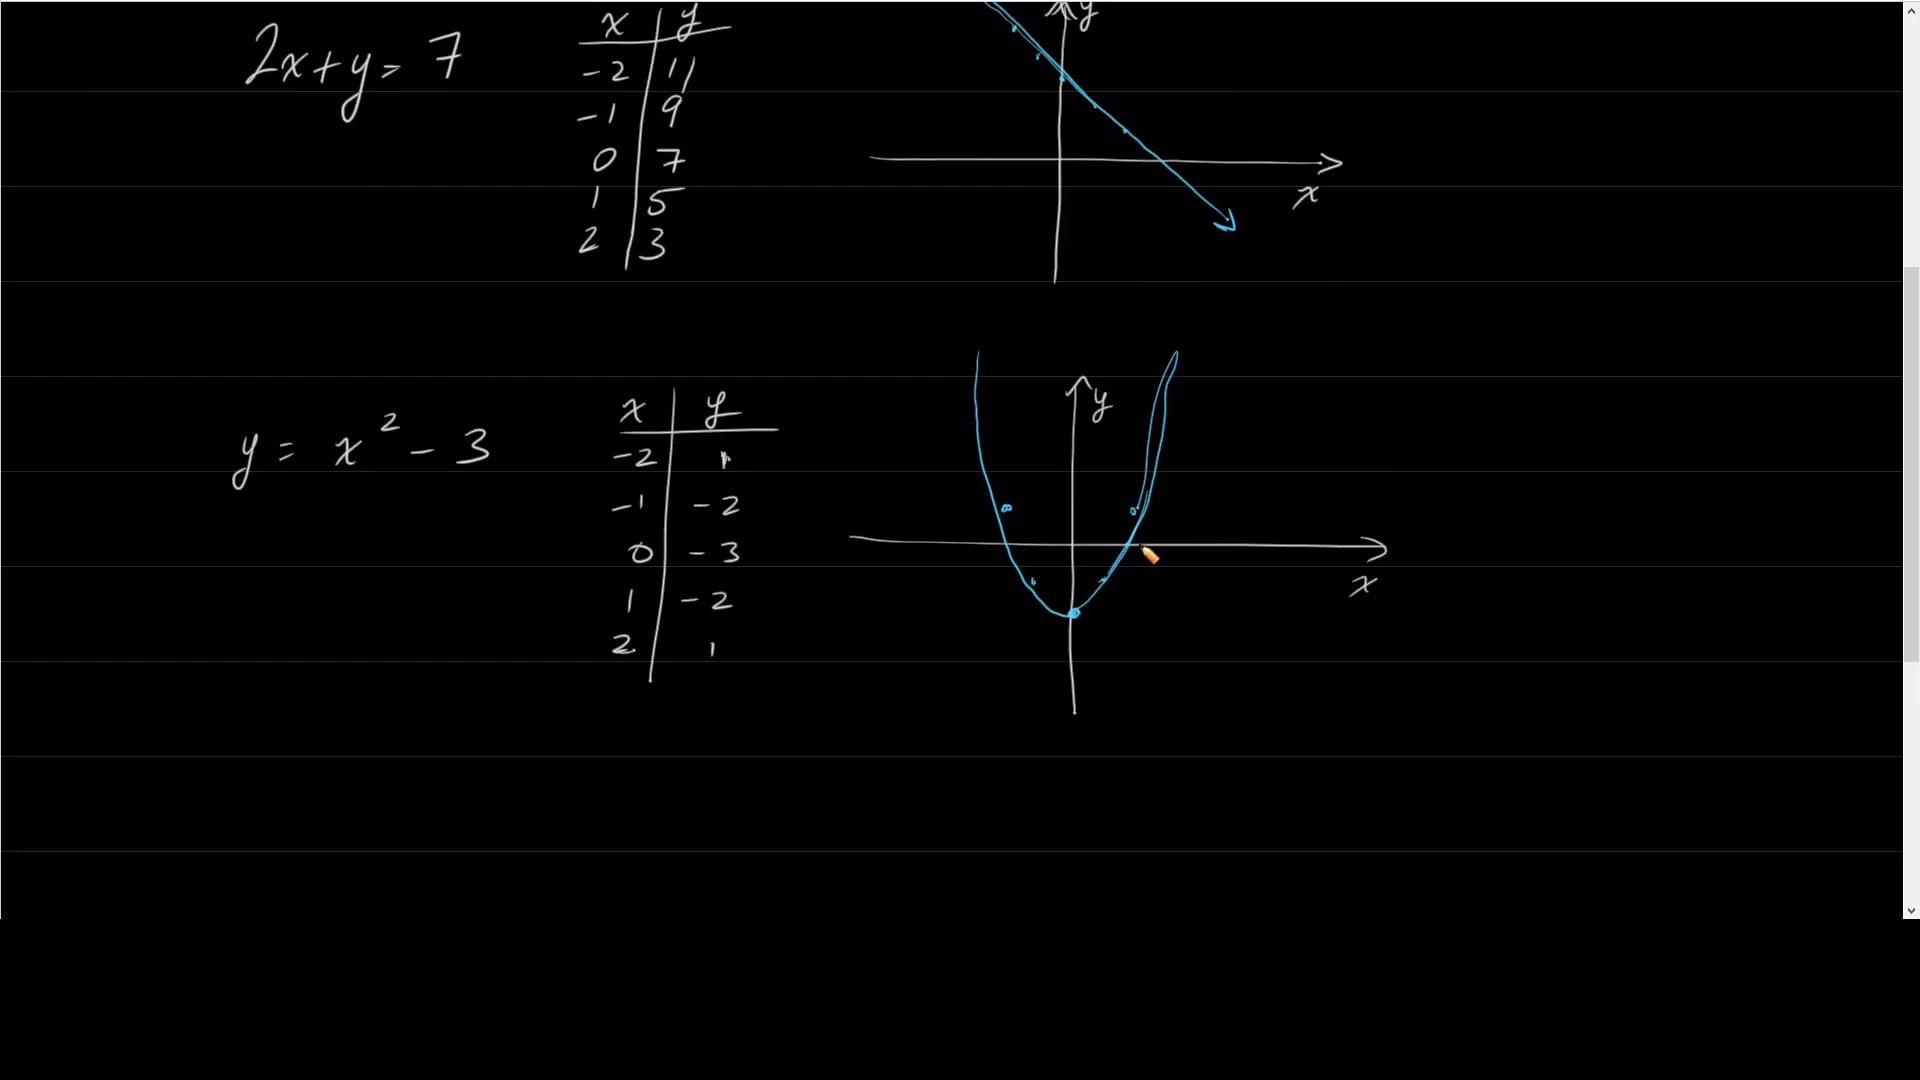 2x+y= 7
x y
-2 11
-1 9
0 7
1 5
2 3
y
x
y = x² - 3
x y
-2 1
-1 -2
0 -3
1 -2
2 1
y
x